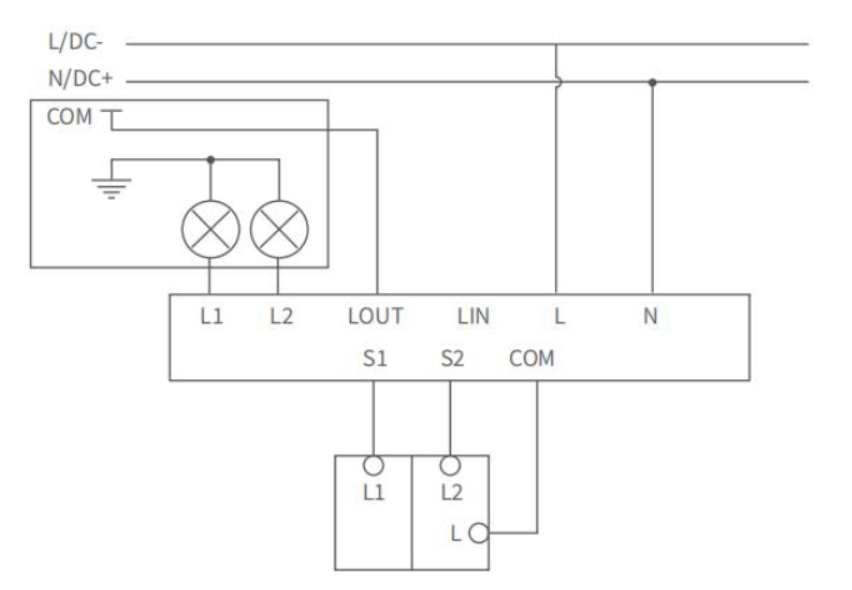 L/DC-
N/DC+
COM
L1 L2 LOUT LIN L N
S1 S2 COM
L1 L2
L